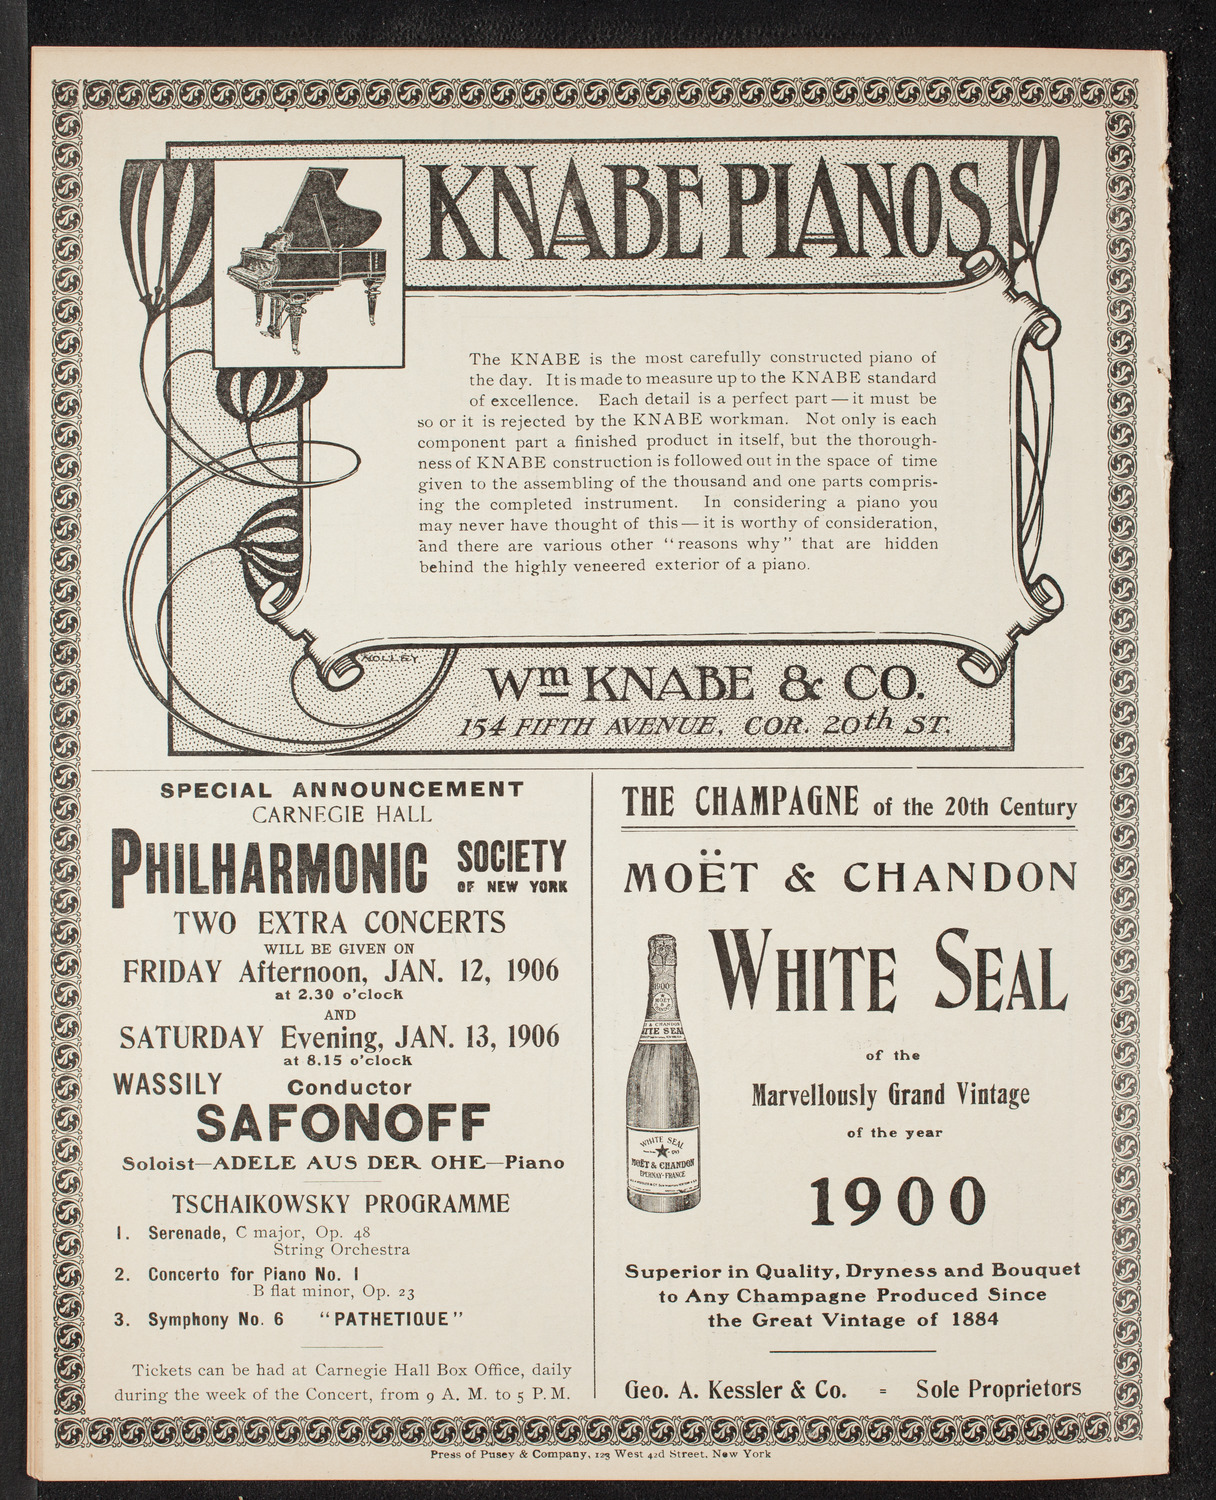 KNABE PIANOS
The KNABE is the most carefully constructed piano of
the day. It is made to measure up to the KNABE standard
of excellence. Each detail is a perfect part — it must be
so or it is rejected by the KNABE workman. Not only is each
component part a finished product in itself, but the thorough-
ness of KNABE construction is followed out in the space of time
given to the assembling of the thousand and one parts compris-
ing the completed instrument. In considering a piano you
may never have thought of this — it is worthy of consideration,
and there are various other “reasons why” that are hidden
behind the highly veneered exterior of a piano.
Wm KNABE & CO.
154 FIFTH AVENUE, COR. 20th ST.
SPECIAL ANNOUNCEMENT
CARNEGIE HALL
PHILHARMONIC SOCIETY
OF NEW YORK
TWO EXTRA CONCERTS
WILL BE GIVEN ON
FRIDAY Afternoon, JAN. 12, 1906
at 2.30 o'clock
AND
SATURDAY Evening, JAN. 13, 1906
at 8.15 o'clock
WASSILY Conductor
SAFONOFF
Soloist—ADELE AUS DER OHE—Piano
TSCHAIKOWSKY PROGRAMME
1. Serenade, C major, Op. 48
String Orchestra
2. Concerto for Piano No. 1
B flat minor, Op. 23
3. Symphony No. 6 “PATHETIQUE”
Tickets can be had at Carnegie Hall Box Office, daily
during the week of the Concert, from 9 A. M. to 5 P. M.
THE CHAMPAGNE of the 20th Century
MOËT & CHANDON
WHITE SEAL
of the
Marvellously Grand Vintage
of the year
1900
1900
MOËT
& CHANDON
WHITE SEAL
MOËT & CHANDON
EPERNAY-FRANCE
Superior in Quality, Dryness and Bouquet
to Any Champagne Produced Since
the Great Vintage of 1884
Geo. A. Kessler & Co. = Sole Proprietors
Press of Pusey & Company, 123 West 42d Street, New York